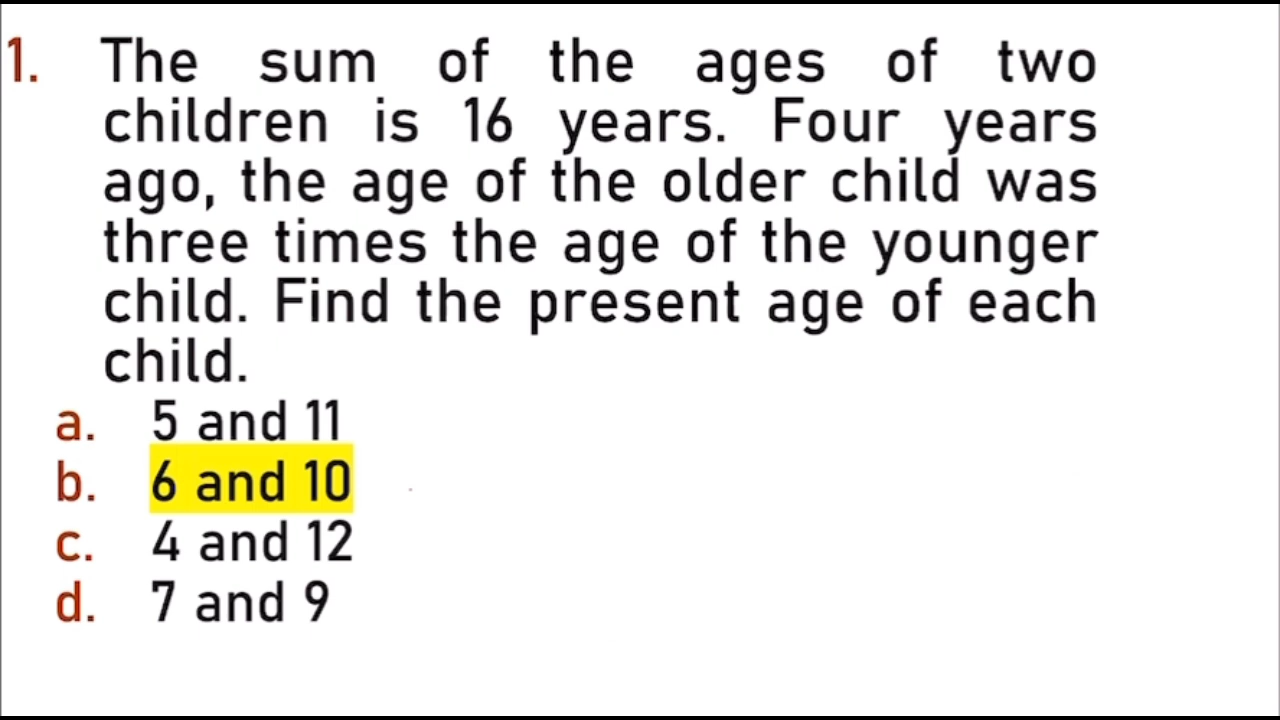 1. The sum of the ages of two
children is 16 years. Four years
ago, the age of the older child was
three times the age of the younger
child. Find the present age of each
child.
a. 5 and 11
b. 6 and 10
c. 4 and 12
d. 7 and 9